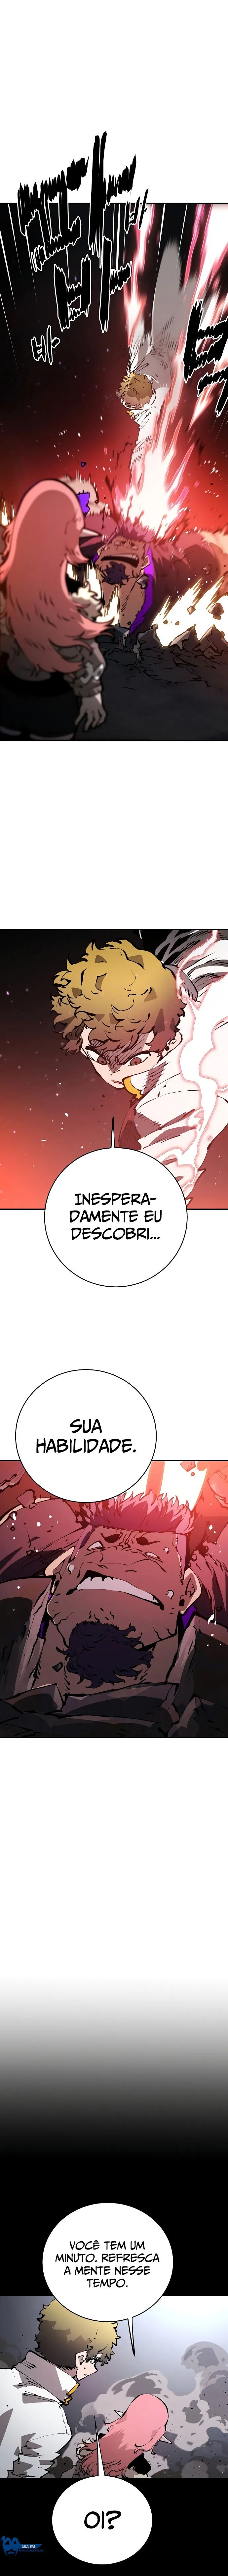 INESPERA-
DAMENTE EU
DESCOBRI...
SUA
HABILIDADE.
VOCÊ TEM UM
MINUTO. REFRESCA
A MENTE NESSE
TEMPO.
OI?